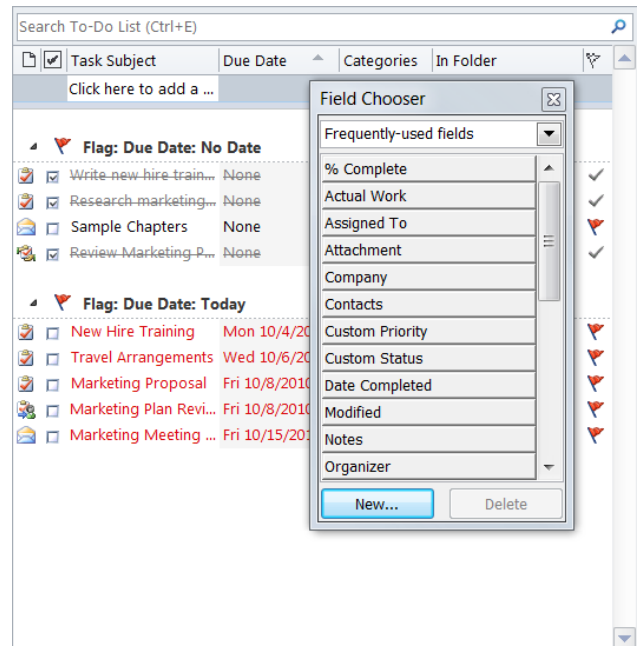 Search To-Do List (Ctrl+E)
Task Subject Due Date Categories In Folder
Click here to add a ...
Flag: Due Date: No Date
Write new hire train... None
Research marketing... None
Sample Chapters None
Review Marketing P... None
Flag: Due Date: Today
New Hire Training Mon 10/4/20
Travel Arrangements Wed 10/6/20
Marketing Proposal Fri 10/8/2010
Marketing Plan Revi... Fri 10/8/2010
Marketing Meeting ... Fri 10/15/201
Field Chooser
Frequently-used fields
% Complete
Actual Work
Assigned To
Attachment
Company
Contacts
Custom Priority
Custom Status
Date Completed
Modified
Notes
Organizer
New... Delete